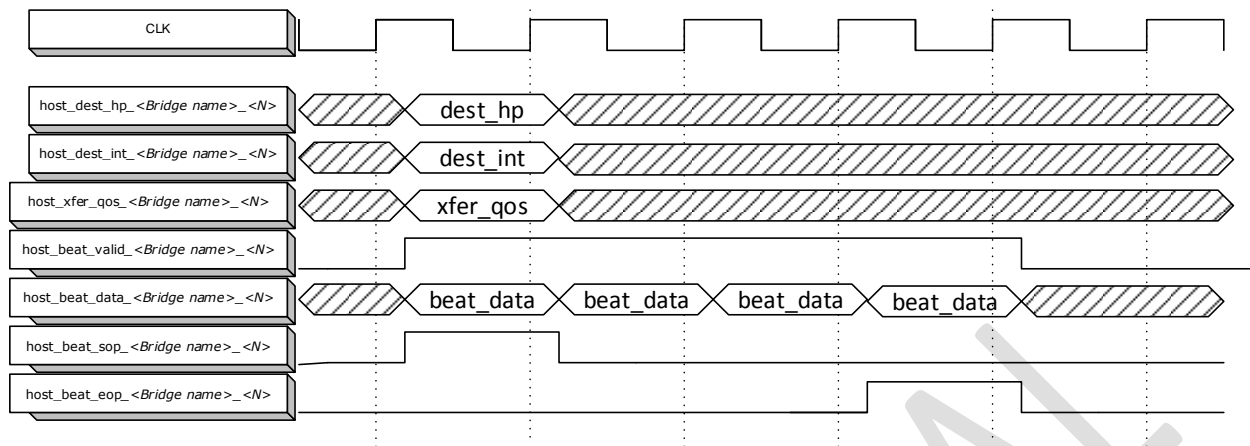 CLK
host_dest_hp_<Bridge name>_<N>
dest_hp
host_dest_int_<Bridge name>_<N>
dest_int
host_xfer_qos_<Bridge name>_<N>
xfer_qos
host_beat_valid_<Bridge name>_<N>
host_beat_data_<Bridge name>_<N>
beat_data beat_data beat_data beat_data
host_beat_sop_<Bridge name>_<N>
host_beat_eop_<Bridge name>_<N>